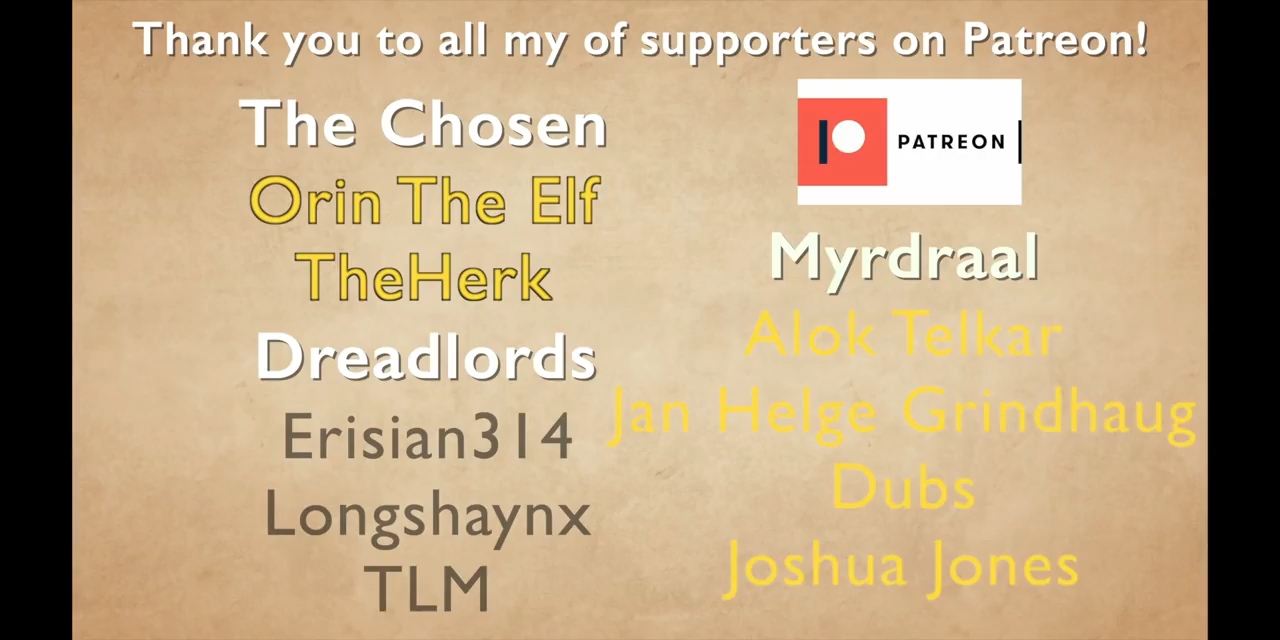 Thank you to all my of supporters on Patreon!
The Chosen
Orin The Elf
TheHerk
Dreadlords
Erisian314
Longshaynx
TLM
PATREON
Myrdraal
Alok Telkar
Jan Helge Grindhaug
Dubs
Joshua Jones